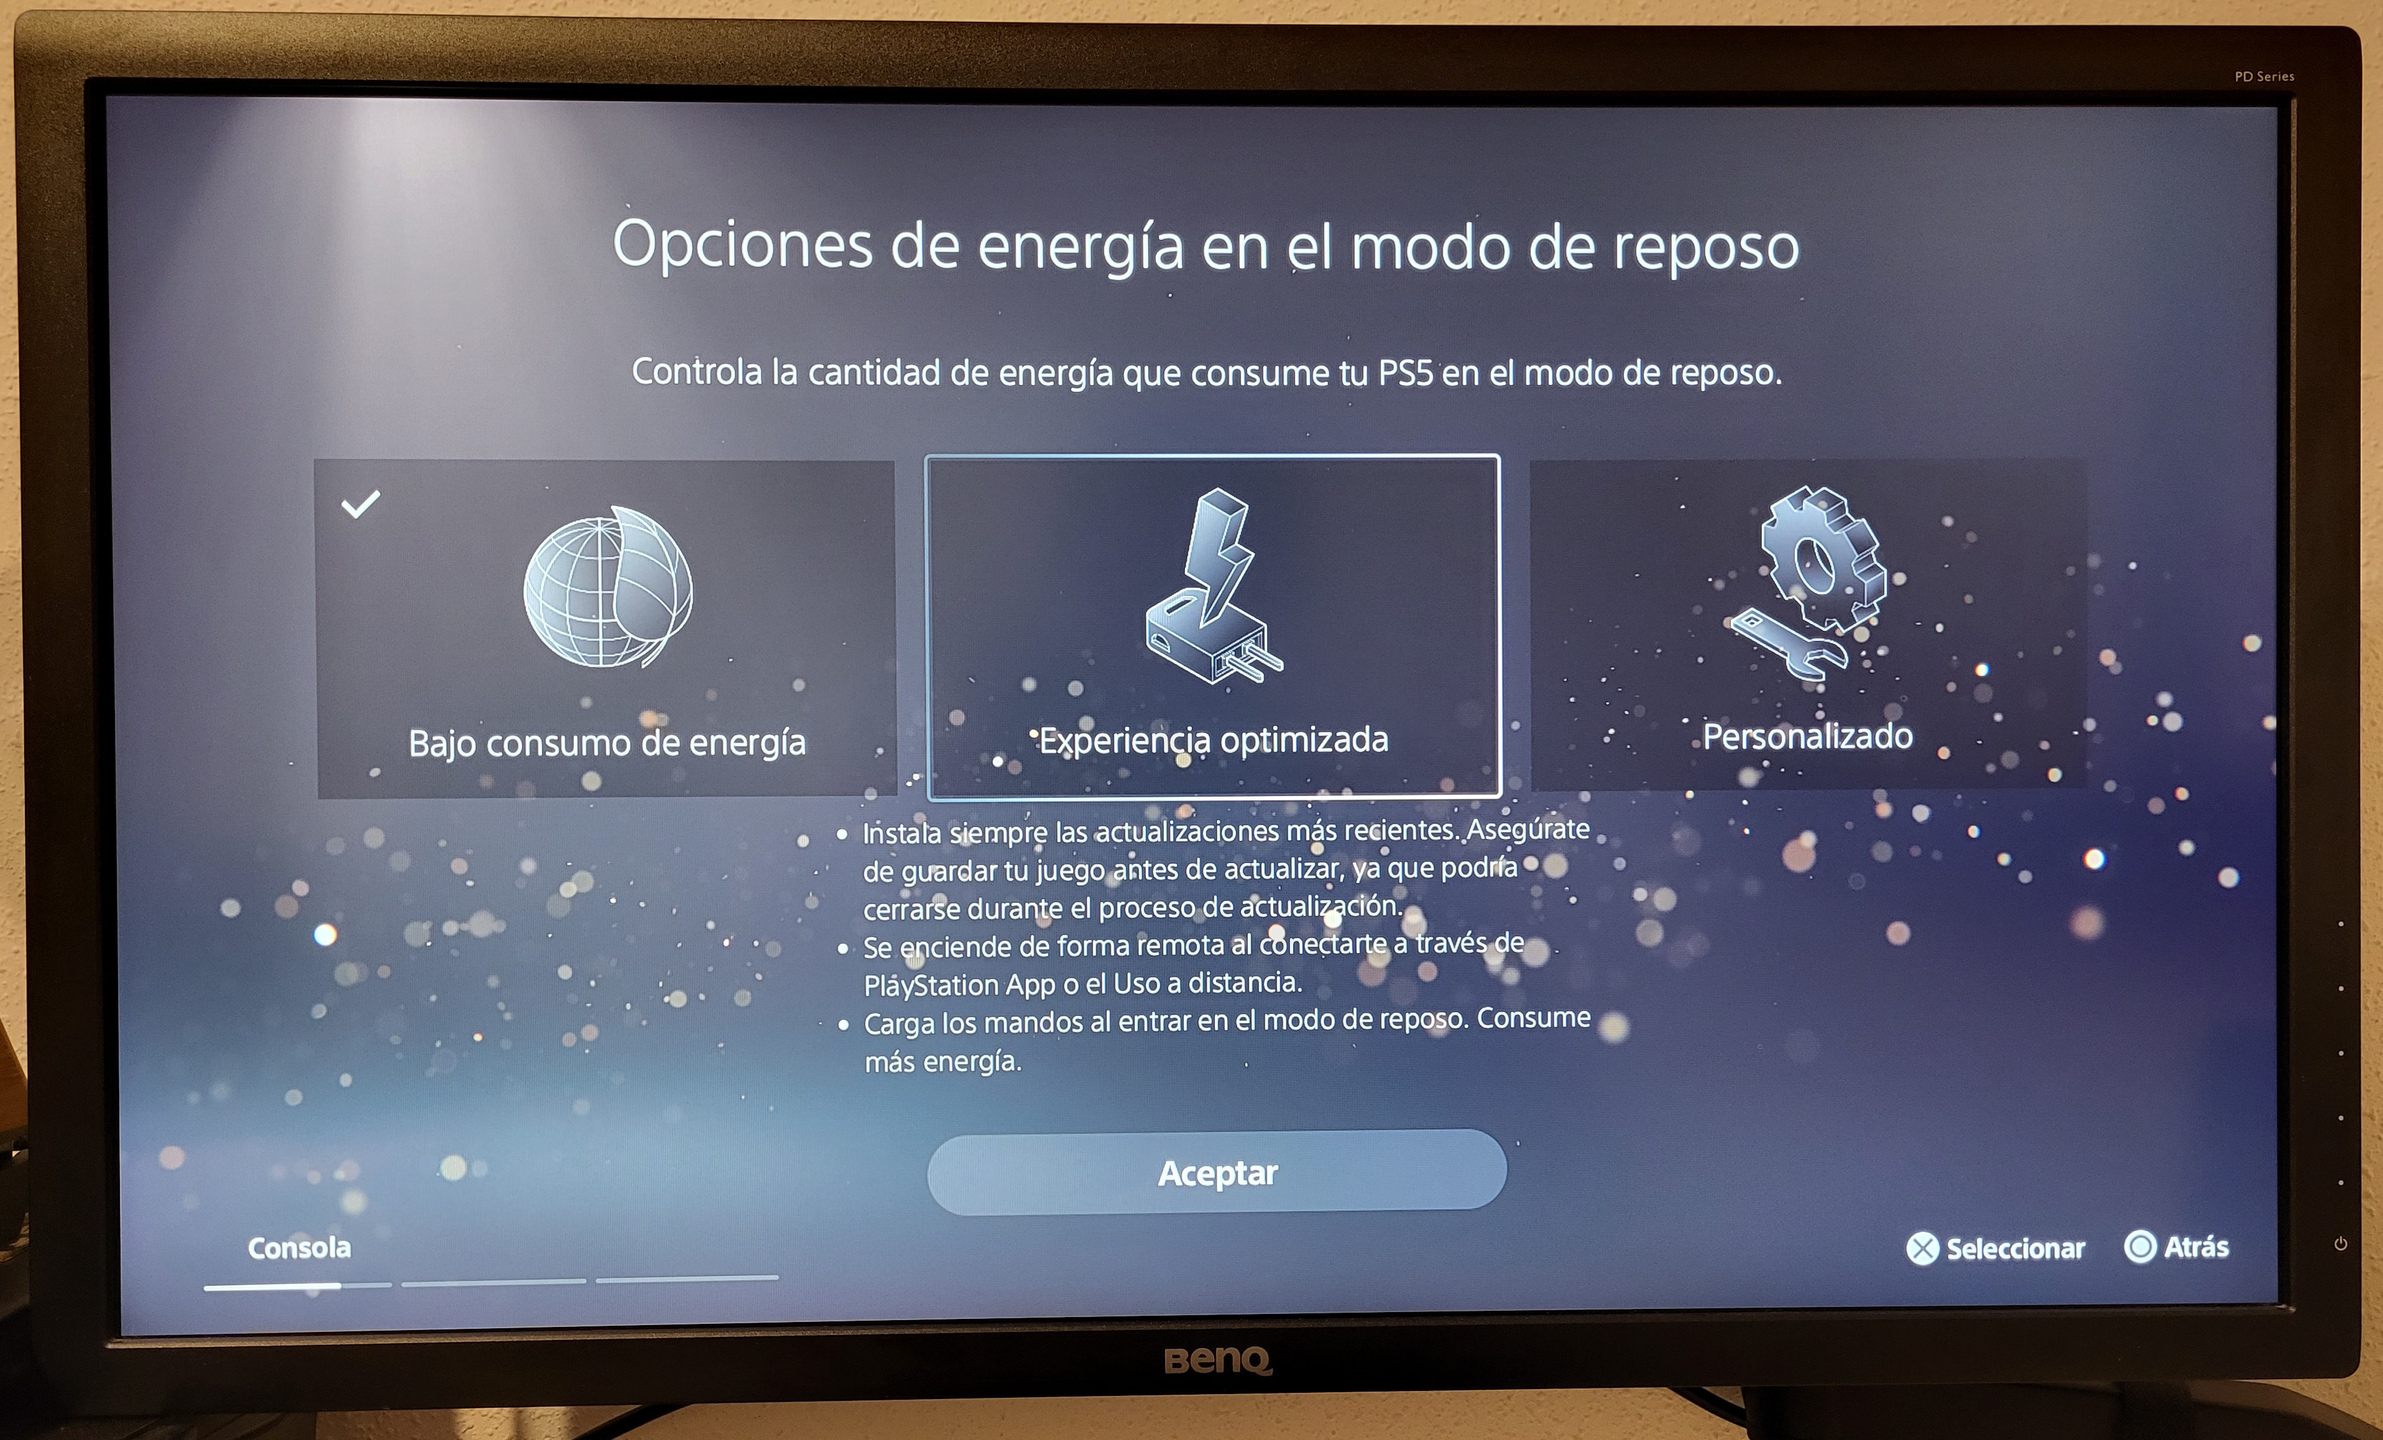 PD Series
Opciones de energía en el modo de reposo
Controla la cantidad de energía que consume tu PS5 en el modo de reposo.
Bajo consumo de energía
Experiencia optimizada
Personalizado
• Instala siempre las actualizaciones más recientes. Asegúrate
de guardar tu juego antes de actualizar, ya que podría
cerrarse durante el proceso de actualización.
• Se enciende de forma remota al conectarte a través de
PlayStation App o el Uso a distancia.
• Carga los mandos al entrar en el modo de reposo. Consume
más energía.
Aceptar
Consola
Seleccionar
Atrás
BenQ